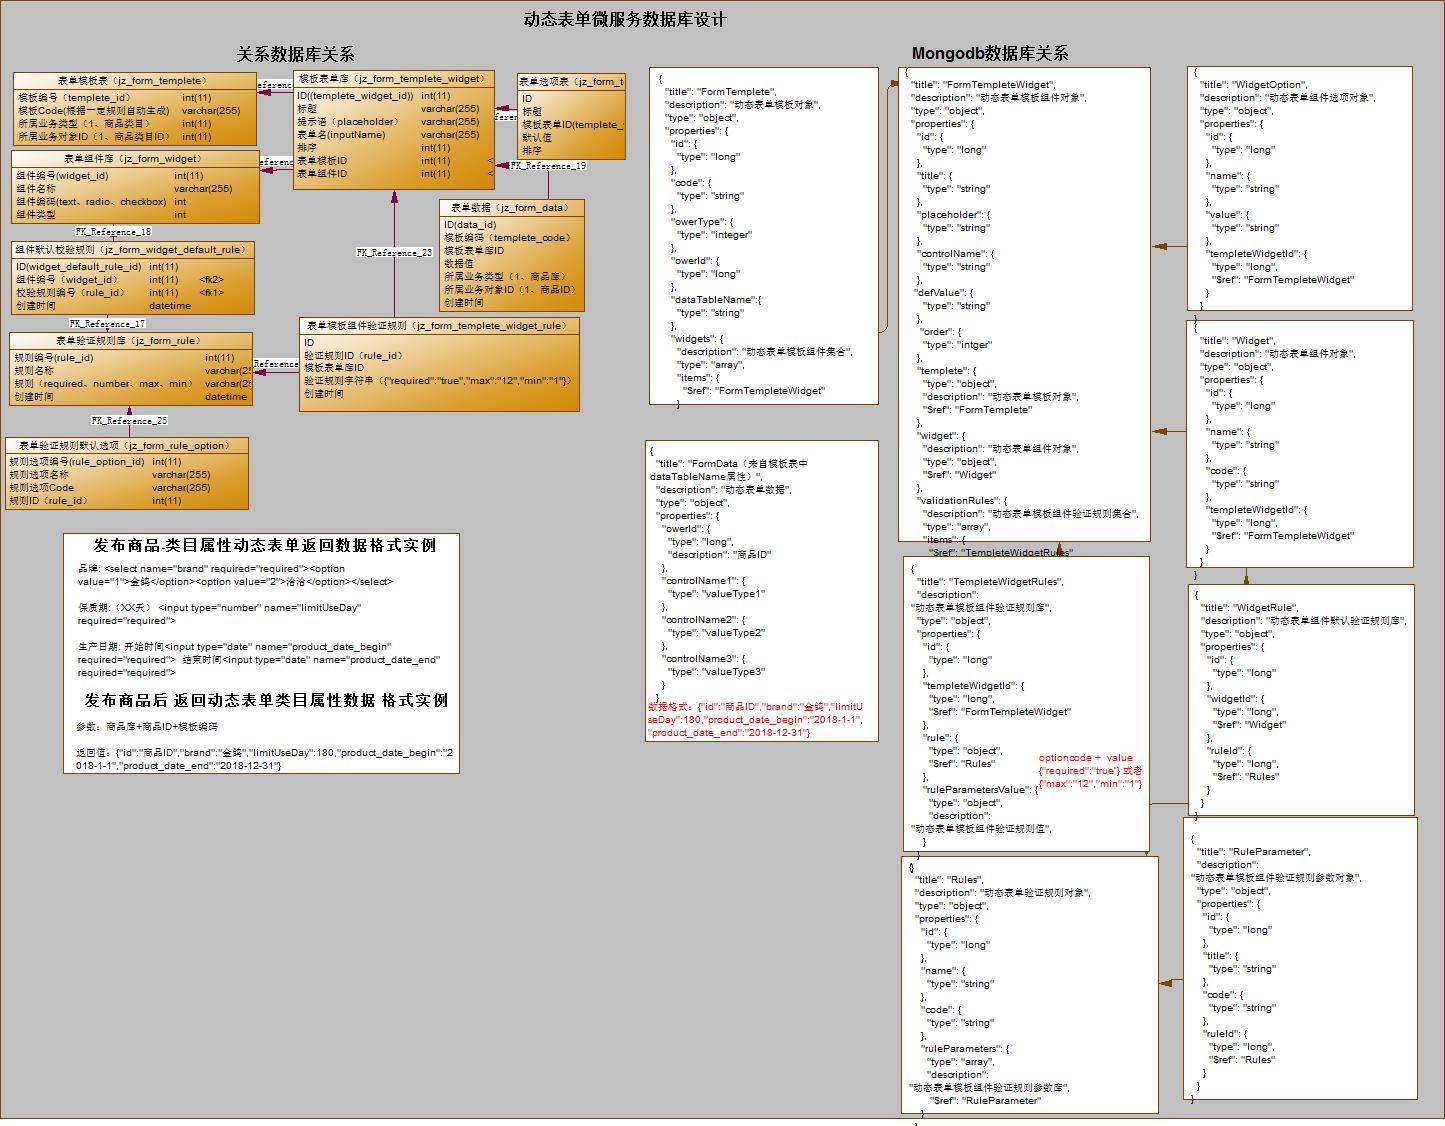 动态表单微服务数据库设计
关系数据库关系
表单模板表（jz_form_templete）
模板编号（templete_id） int(11)
模板Code(根据一定规则自动生成) varchar(255)
所属业务类型（1、商品类目） int(11)
所属业务对象ID（1、商品类目ID） int(11)
模板表单库（jz_form_templete_widget）
ID((templete_widget_id)) int(11)
标题 varchar(255)
提示语（placeholder） varchar(255)
表单名(inputName) varchar(255)
排序 int(11)
表单模板ID int(11) <
表单组件ID int(11) <
表单选项表（jz_form_t
ID
标题
模板表单ID(templete_
默认值
排序
FK_Reference_19
表单组件库（jz_form_widget）
组件编号(widget_id) int(11)
组件名称 varchar(255)
组件编码(text、radio、checkbox) int
组件类型 int
FK_Reference_18
表单数据（jz_form_data）
ID(data_id)
模板编码（templete_code）
模板表单库ID
数据值
所属业务类型（1、商品库）
所属业务对象ID（1、商品ID）
创建时间
FK_Reference_23
组件默认校验规则（jz_form_widget_default_rule）
ID(widget_default_rule_id) int(11)
组件编号（widget_id） int(11) <fk2>
校验规则编号（rule_id） int(11) <fk1>
创建时间 datetime
FK_Reference_17
表单验证规则库（jz_form_rule）
规则编号(rule_id) int(11)
规则名称 varchar(25
规则（required、number、max、min） varchar(25
创建时间 datetime
Reference
表单模板组件验证规则（jz_form_templete_widget_rule）
ID
验证规则ID（rule_id）
模板表单库ID
验证规则字符串（{"required":"true","max":"12","min":"1"}）
创建时间
FK_Reference_25
表单验证规则默认选项（jz_form_rule_option）
规则选项编号(rule_option_id) int(11)
规则选项名称 varchar(255)
规则选项Code varchar(255)
规则ID（rule_id） int(11)
发布商品-类目属性动态表单返回数据格式实例
品牌: <select name="brand" required="required"><option
value="1">金鸽</option><option value="2">洽洽</option></select>
保质期:（XX天） <input type="number" name="limitUseDay"
required="required">
生产日期: 开始时间<input type="date" name="product_date_begin"
required="required"> 结束时间<input type="date" name="product_date_end"
required="required">
发布商品后 返回动态表单类目属性数据 格式实例
参数：商品库+商品ID+模板编码
返回值：{"id":"商品ID","brand":"金鸽","limitUseDay":180,"product_date_begin":"2
018-1-1","product_date_end":"2018-12-31"}
Mongodb数据库关系
{
"title": "FormTemplete",
"description": "动态表单模板对象",
"type": "object",
"properties": {
"id": {
"type": "long"
},
"code": {
"type": "string"
},
"owerType": {
"type": "integer"
},
"owerId": {
"type": "long"
},
"dataTableName":{
"type": "string"
},
"widgets": {
"description": "动态表单模板组件集合",
"type": "array",
"items": {
"$ref": "FormTempleteWidget"
}
{
"title": "FormData（来自模板表中
dataTableName属性）",
"description": "动态表单数据",
"type": "object",
"properties": {
"owerId": {
"type": "long",
"description": "商品ID"
},
"controlName1": {
"type": "valueType1"
},
"controlName2": {
"type": "valueType2"
},
"controlName3": {
"type": "valueType3"
}
}
数据格式：{"id":"商品ID","brand":"金鸽","limitU
seDay":180,"product_date_begin":"2018-1-1",
"product_date_end":"2018-12-31"}
{
"title": "FormTempleteWidget",
"description": "动态表单模板组件对象",
"type": "object",
"properties": {
"id": {
"type": "long"
},
"title": {
"type": "string"
},
"placeholder": {
"type": "string"
},
"controlName": {
"type": "string"
},
"defValue": {
"type": "string"
},
"order": {
"type": "intger"
},
"templete": {
"type": "object",
"description": "动态表单模板对象",
"$ref": "FormTemplete"
},
"widget": {
"description": "动态表单组件对象",
"type": "object",
"$ref": "Widget"
},
"validationRules": {
"description": "动态表单模板组件验证规则集合",
"type": "array",
"items": {
"$ref": "TempleteWidgetRules"
{
"title": "TempleteWidgetRules",
"description":
"动态表单模板组件验证规则库",
"type": "object",
"properties": {
"id": {
"type": "long"
},
"templeteWidgetId": {
"type": "long",
"$ref": "FormTempleteWidget"
},
"rule": {
"type": "object",
"$ref": "Rules"
},
"ruleParametersValue": {
"type": "object",
"description":
"动态表单模板组件验证规则值",
}
}
optioncode + value
{"required":"true"} 或者
{"max":"12","min":"1"}
{
"title": "Rules",
"description": "动态表单验证规则对象",
"type": "object",
"properties": {
"id": {
"type": "long"
},
"name": {
"type": "string"
},
"code": {
"type": "string"
},
"ruleParameters": {
"type": "array",
"description":
"动态表单模板组件验证规则参数库",
"$ref": "RuleParameter"
}
{
"title": "WidgetOption",
"description": "动态表单组件选项对象",
"type": "object",
"properties": {
"id": {
"type": "long"
},
"name": {
"type": "string"
},
"value": {
"type": "string"
},
"templeteWidgetId": {
"type": "long",
"$ref": "FormTempleteWidget"
}
}
}
{
"title": "Widget",
"description": "动态表单组件对象",
"properties": {
"id": {
"type": "long"
},
"name": {
"type": "string"
},
"code": {
"type": "string"
},
"templeteWidgetId": {
"type": "long",
"$ref": "FormTempleteWidget"
}
}
}
{
"title": "WidgetRule",
"description": "动态表单组件默认验证规则库",
"type": "object",
"properties": {
"id": {
"type": "long"
},
"widgetId": {
"type": "long",
"$ref": "Widget"
},
"ruleId": {
"type": "long",
"$ref": "Rules"
}
}
}
{
"title": "RuleParameter",
"description":
"动态表单模板组件验证规则参数对象",
"type": "object",
"properties": {
"id": {
"type": "long"
},
"title": {
"type": "string"
},
"code": {
"type": "string"
},
"ruleId": {
"type": "long",
"$ref": "Rules"
}
}
}